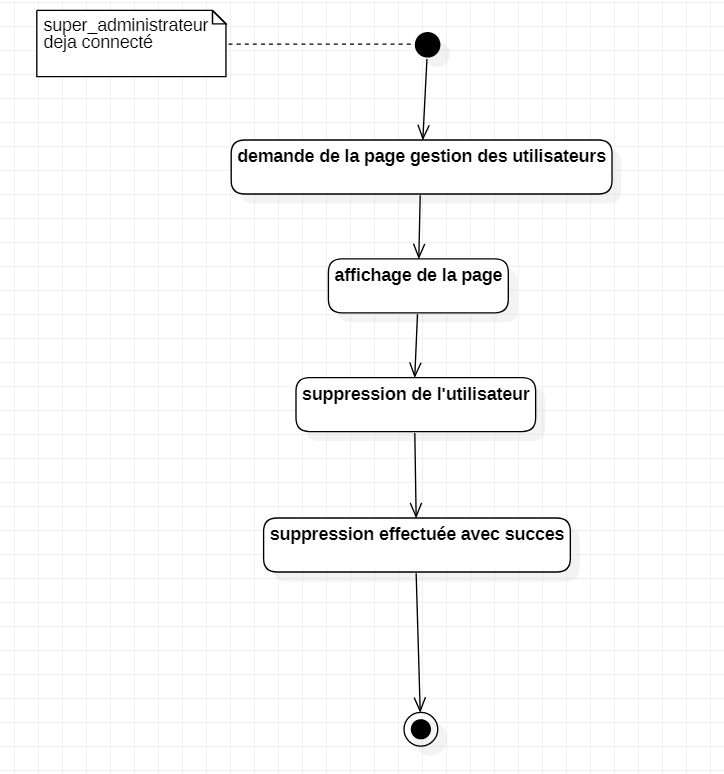 super_administrateur
deja connecté
demande de la page gestion des utilisateurs
affichage de la page
suppression de l'utilisateur
suppression effectuée avec succes